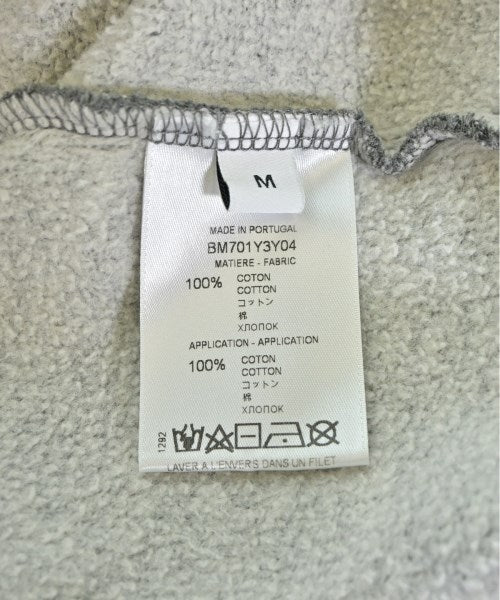 M
MADE IN PORTUGAL
BM701Y3Y04
MATIERE - FABRIC
100% COTON
COTTON
コットン
棉
ХЛОПОК
APPLICATION - APPLICATION
100% COTON
COTTON
コットン
棉
ХЛОПОК
1292
LAVER A L'ENVERS DANS UN FILET